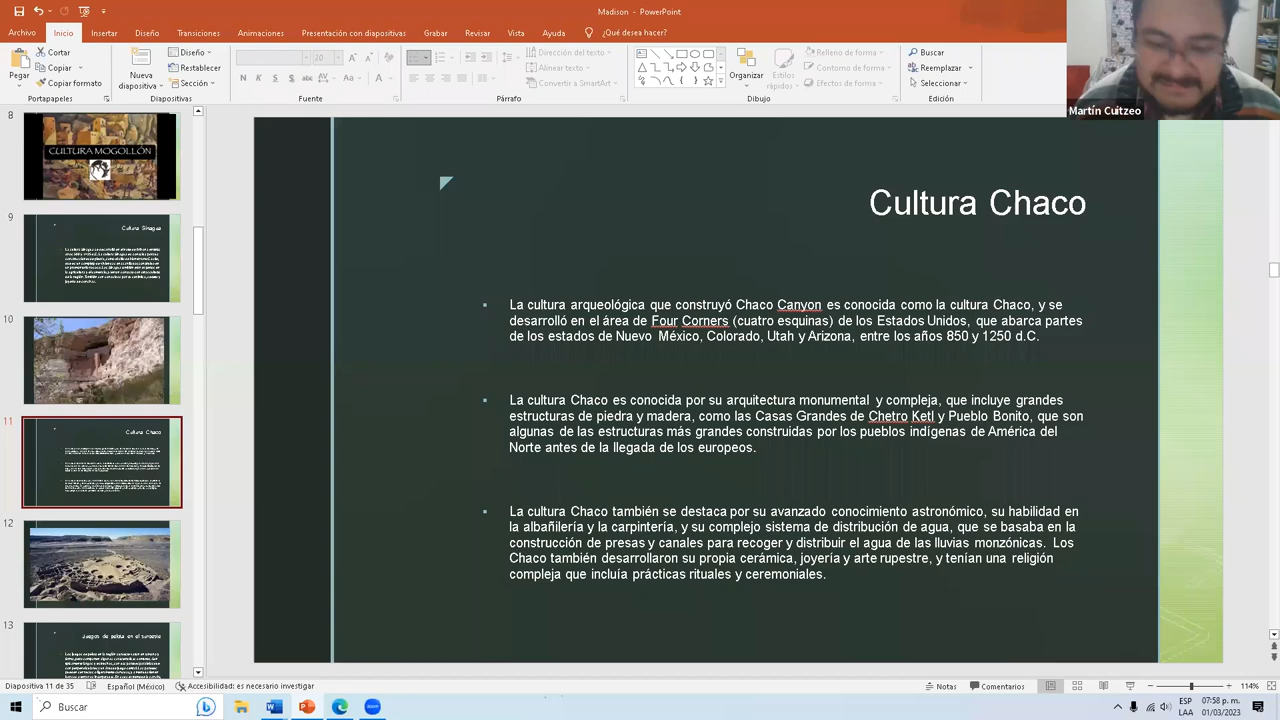 Madison - PowerPoint
Archivo
Inicio
Insertar
Diseño
Transiciones
Animaciones
Presentación con diapositivas
Grabar
Revisar
Vista
Ayuda
¿Qué desea hacer?
Pegar
Cortar
Copiar
Copiar formato
Portapapeles
Nueva
diapositiva
Diseño
Restablecer
Sección
Diapositivas
20
Fuente
Párrafo
Dirección del texto
Alinear texto
Convertir a SmartArt
Organizar
Estilos
rápidos
Relleno de forma
Contorno de forma
Efectos de forma
Dibujo
Buscar
Reemplazar
Seleccionar
Edición
Martín Cuitzeo
8
CULTURA MOGOLLÓN
9
Cultura Sinagua
10
11
Cultura Chaco
12
13
Juegos de pelota en el suroeste
Cultura Chaco
La cultura arqueológica que construyó Chaco Canyon es conocida como la cultura Chaco, y se
desarrolló en el área de Four Corners (cuatro esquinas) de los Estados Unidos, que abarca partes
de los estados de Nuevo México, Colorado, Utah y Arizona, entre los años 850 y 1250 d.C.
La cultura Chaco es conocida por su arquitectura monumental y compleja, que incluye grandes
estructuras de piedra y madera, como las Casas Grandes de Chetro Ketl y Pueblo Bonito, que son
algunas de las estructuras más grandes construidas por los pueblos indígenas de América del
Norte antes de la llegada de los europeos.
La cultura Chaco también se destaca por su avanzado conocimiento astronómico, su habilidad en
la albañilería y la carpintería, y su complejo sistema de distribución de agua, que se basaba en la
construcción de presas y canales para recoger y distribuir el agua de las lluvias monzónicas. Los
Chaco también desarrollaron su propia cerámica, joyería y arte rupestre, y tenían una religión
compleja que incluía prácticas rituales y ceremoniales.
Diapositiva 11 de 35
Español (México)
Accesibilidad: es necesario investigar
Notas
Comentarios
114%
Buscar
ESP
LAA
07:58 p. m.
01/03/2023